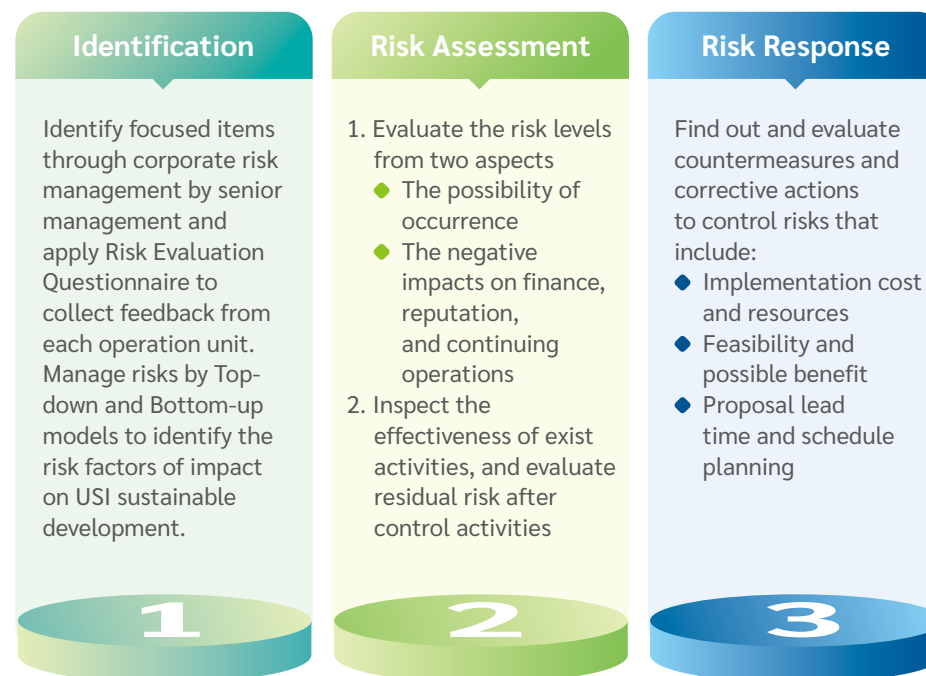 Identification
Identify focused items
through corporate risk
management by senior
management and
apply Risk Evaluation
Questionnaire to
collect feedback from
each operation unit.
Manage risks by Top-
down and Bottom-up
models to identify the
risk factors of impact
on USI sustainable
development.
1
Risk Assessment
1. Evaluate the risk levels
from two aspects
The possibility of
occurrence
The negative
impacts on finance,
reputation,
and continuing
operations
2. Inspect the
effectiveness of exist
activities, and evaluate
residual risk after
control activities
2
Risk Response
Find out and evaluate
countermeasures and
corrective actions
to control risks that
include:
Implementation cost
and resources
Feasibility and
possible benefit
Proposal lead
time and schedule
planning
3